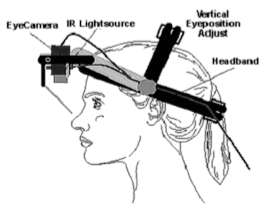 EyeCamera
IR Lightsource
Vertical
Eyeposition
Adjust
Headband